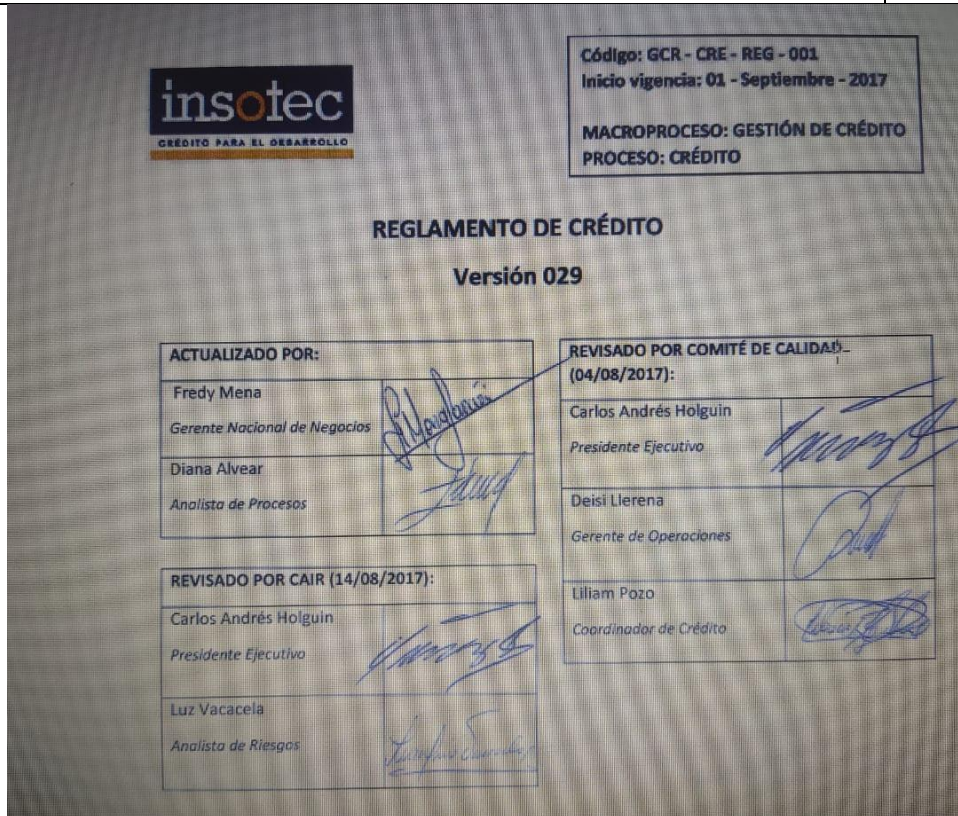 insotec
CRÉDITO PARA EL DESARROLLO
Código: GCR - CRE - REG - 001
Inicio vigencia: 01 - Septiembre - 2017
MACROPROCESO: GESTIÓN DE CRÉDITO
PROCESO: CRÉDITO
REGLAMENTO DE CRÉDITO
Versión 029
ACTUALIZADO POR:
Fredy Mena
Gerente Nacional de Negocios
Diana Alvear
Analista de Procesos
REVISADO POR CAIR (14/08/2017):
Carlos Andrés Holguin
Presidente Ejecutivo
Luz Vacacela
Analista de Riesgos
REVISADO POR COMITÉ DE CALIDAD
(04/08/2017):
Carlos Andrés Holguin
Presidente Ejecutivo
Deisi Llerena
Gerente de Operaciones
Liliam Pozo
Coordinador de Crédito